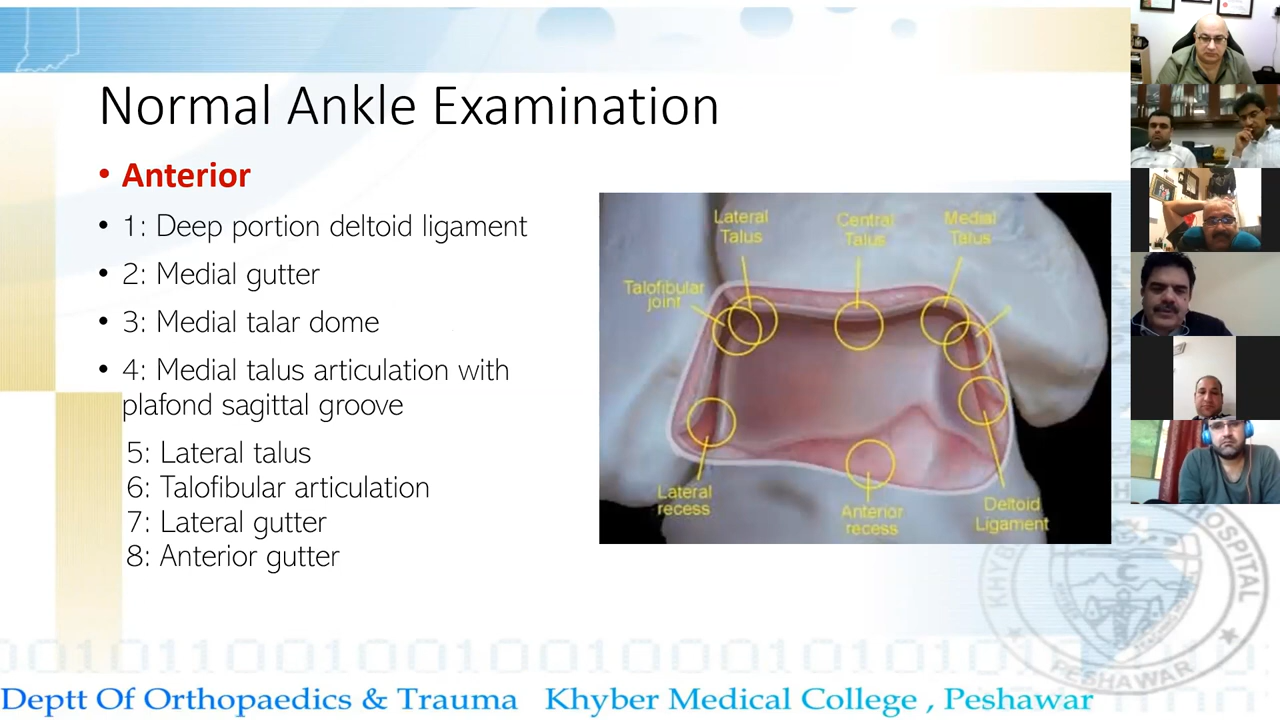 Normal Ankle Examination
• Anterior
• 1: Deep portion deltoid ligament
• 2: Medial gutter
• 3: Medial talar dome
• 4: Medial talus articulation with
plafond sagittal groove
5: Lateral talus
6: Talofibular articulation
7: Lateral gutter
8: Anterior gutter
Lateral
Talus
Central
Talus
Medial
Talus
Talofibular
joint
Lateral
recess
Anterior
recess
Deltoid
Ligament
HOSPITAL
PESHAWAR
010110010010100100101001001
Deptt Of Orthopaedics & Trauma Khyber Medical College , Peshawar